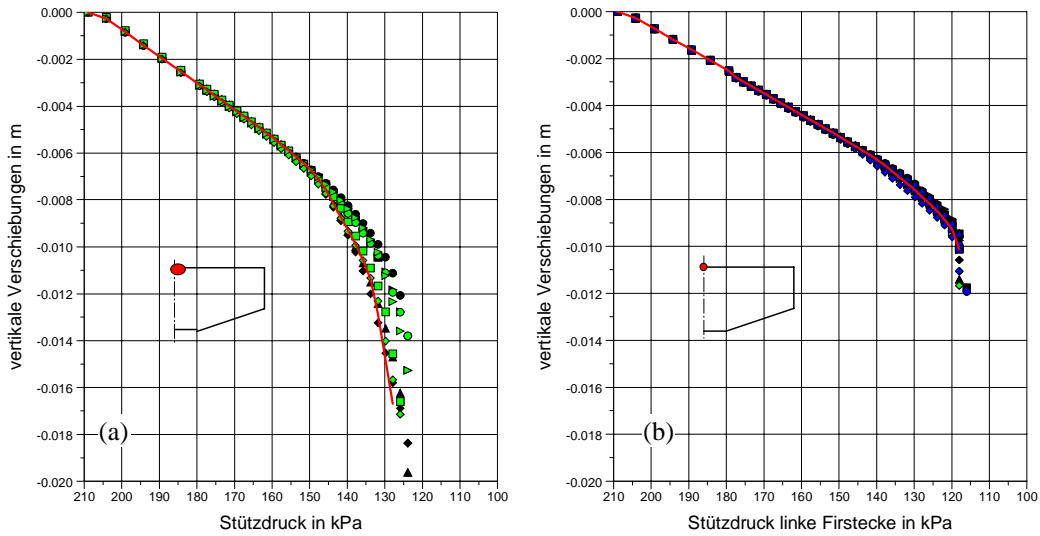 vertikale Verschiebungen in m
0.000
-0.002
-0.004
-0.006
-0.008
-0.010
-0.012
-0.014
-0.016
-0.018
-0.020
(a)
210 200 190 180 170 160 150 140 130 120 110 100
Stützdruck in kPa
vertikale Verschiebungen in m
0.000
-0.002
-0.004
-0.006
-0.008
-0.010
-0.012
-0.014
-0.016
-0.018
-0.020
(b)
210 200 190 180 170 160 150 140 130 120 110 100
Stützdruck linke Firstecke in kPa